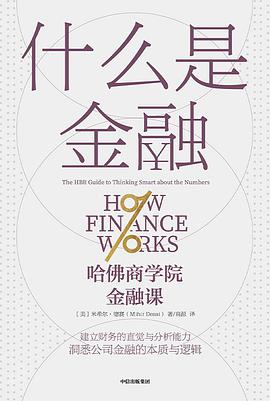 什么是
金融
The HBR Guide to Thinking Smart about the Numbers
HOW
FINANCE
WORKS
哈佛商学院
金融课
[美] 米希尔·德赛（Mihir Desai）著/高源 译
建立财务的直觉与分析能力
洞悉公司金融的本质与逻辑
中信出版集团